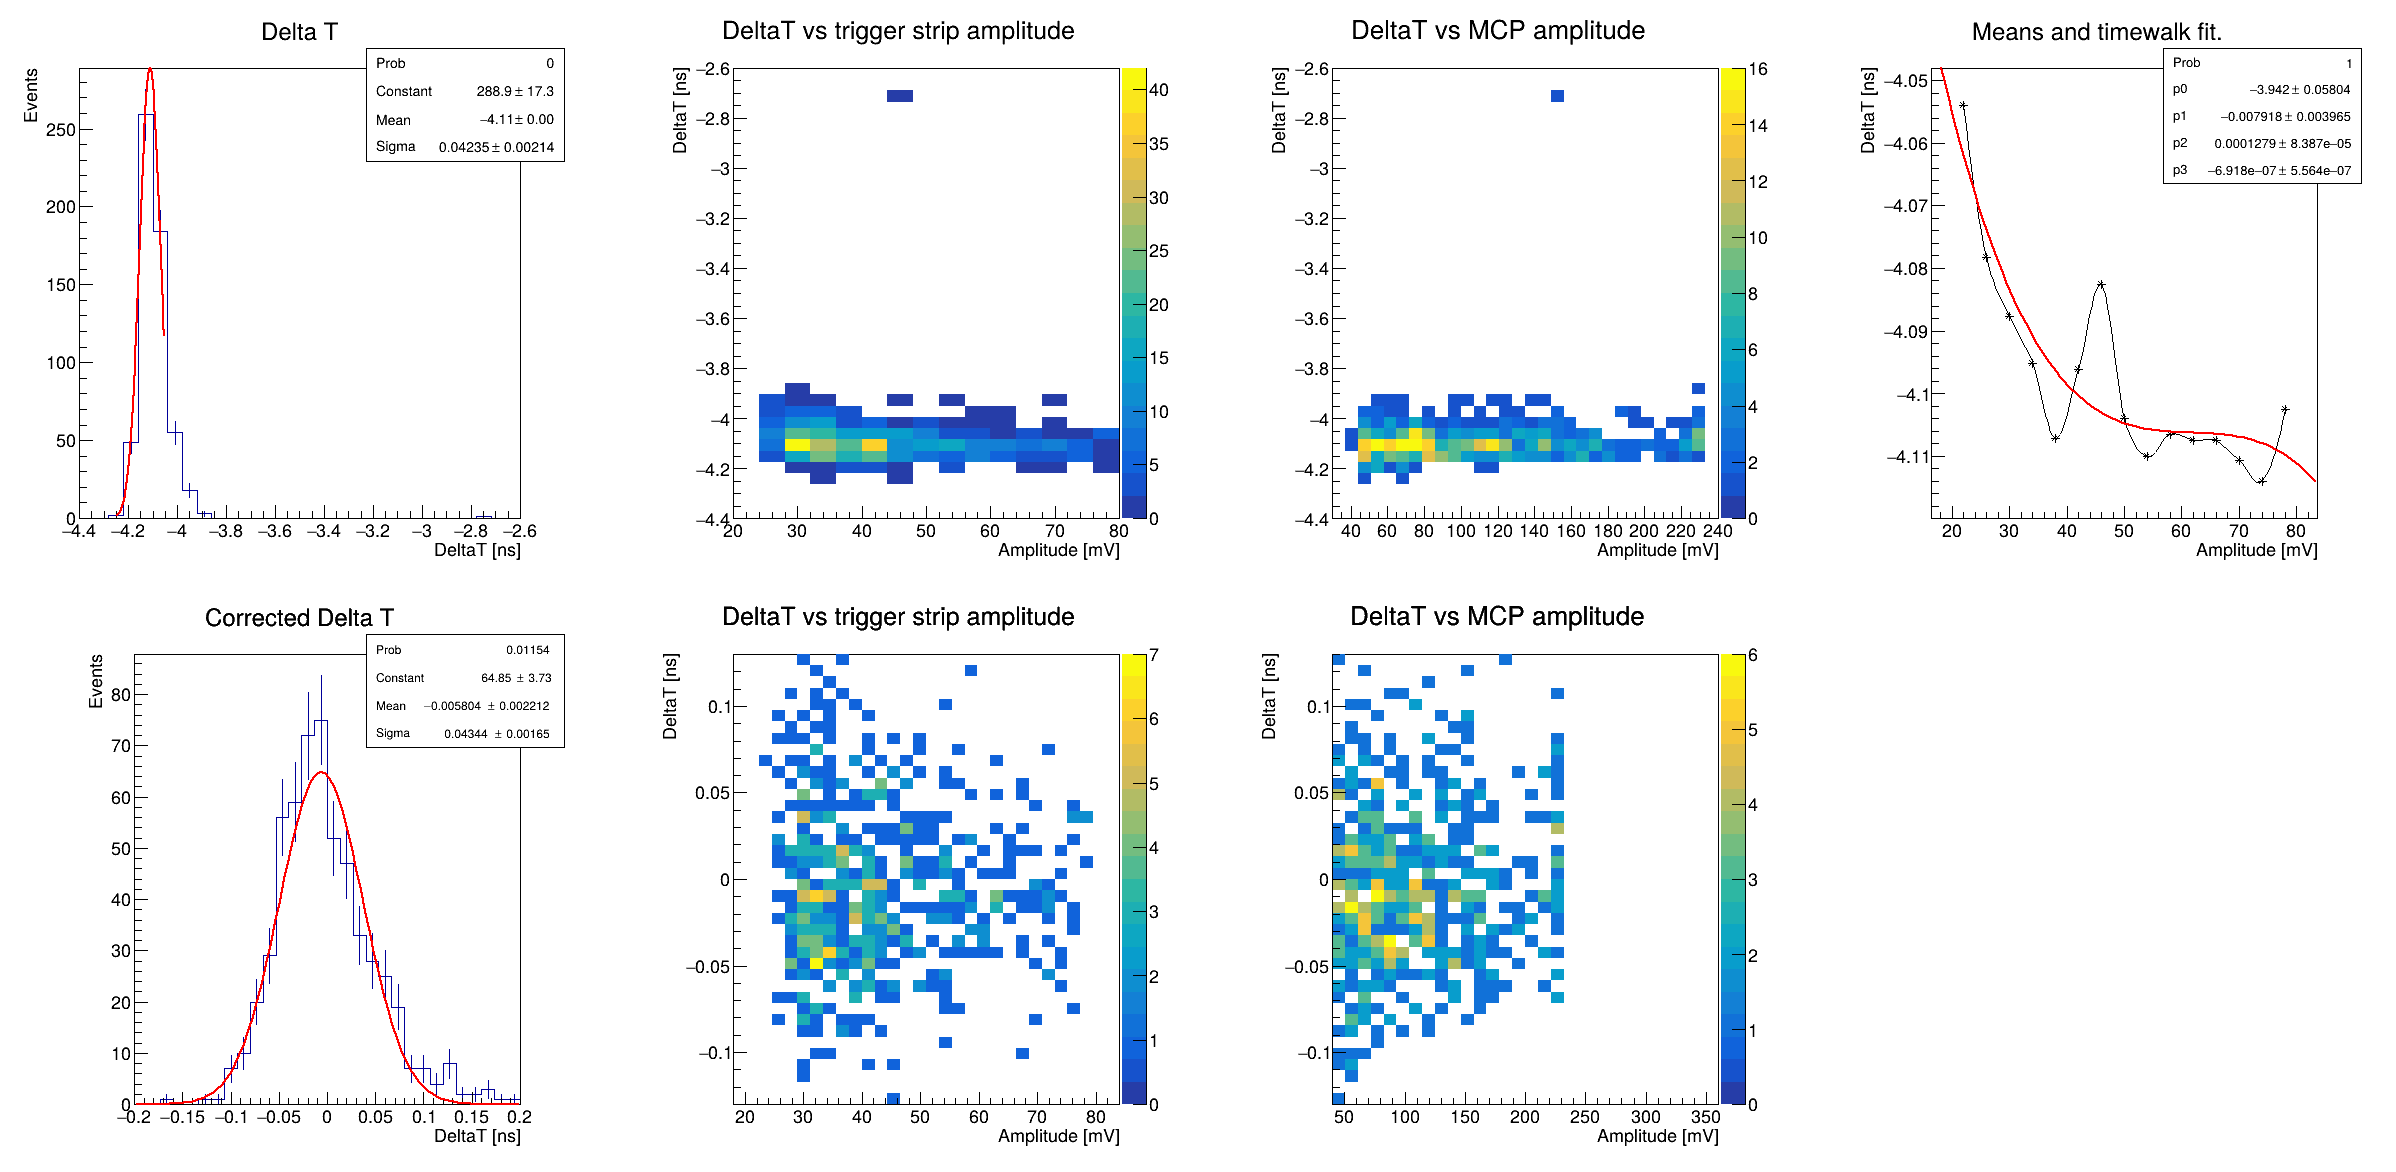 Delta T
Events
Prob 0
Constant 288.9 ± 17.3
Mean −4.11± 0.00
Sigma 0.04235 ± 0.00214
250
200
150
100
50
0
−4.4 −4.2 −4 −3.8 −3.6 −3.4 −3.2 −3 −2.8 −2.6
DeltaT [ns]
DeltaT vs trigger strip amplitude
DeltaT [ns]
−2.6
−2.8
−3
−3.2
−3.4
−3.6
−3.8
−4
−4.2
−4.4
20 30 40 50 60 70 80
Amplitude [mV]
40
35
30
25
20
15
10
5
0
DeltaT vs MCP amplitude
DeltaT [ns]
−2.6
−2.8
−3
−3.2
−3.4
−3.6
−3.8
−4
−4.2
−4.4
40 60 80 100 120 140 160 180 200 220 240
Amplitude [mV]
16
14
12
10
8
6
4
2
0
Means and timewalk fit.
DeltaT [ns]
Prob 1
p0 −3.942 ± 0.05804
p1 −0.007918 ± 0.003965
p2 0.0001279 ± 8.387e−05
p3 −6.918e−07 ± 5.564e−07
−4.05
−4.06
−4.07
−4.08
−4.09
−4.1
−4.11
20 30 40 50 60 70 80
Amplitude [mV]
Corrected Delta T
Events
Prob 0.01154
Constant 64.85 ± 3.73
Mean −0.005804 ± 0.002212
Sigma 0.04344 ± 0.00165
80
70
60
50
40
30
20
10
0
−0.2 −0.15 −0.1 −0.05 0 0.05 0.1 0.15 0.2
DeltaT [ns]
DeltaT vs trigger strip amplitude
DeltaT [ns]
0.1
0.05
0
−0.05
−0.1
20 30 40 50 60 70 80
Amplitude [mV]
7
6
5
4
3
2
1
0
DeltaT vs MCP amplitude
DeltaT [ns]
0.1
0.05
0
−0.05
−0.1
50 100 150 200 250 300 350
Amplitude [mV]
6
5
4
3
2
1
0